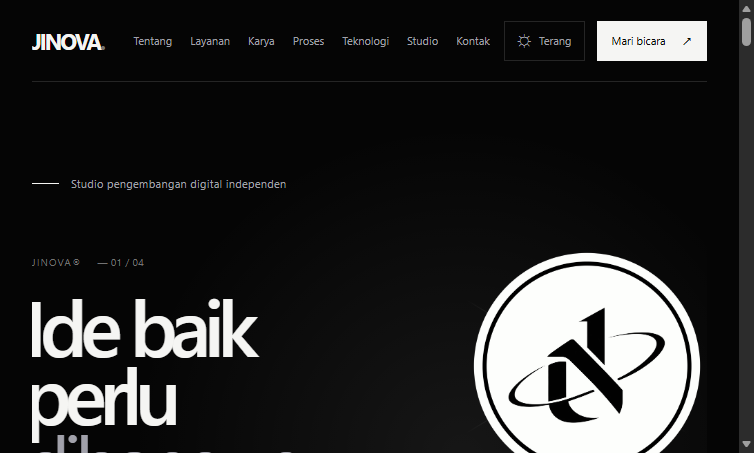 JINOVA.
Tentang
Layanan
Karya
Proses
Teknologi
Studio
Kontak
Terang
Mari bicara ↗
Studio pengembangan digital independen
JINOVA® — 01 / 04
Ide baik
perlu